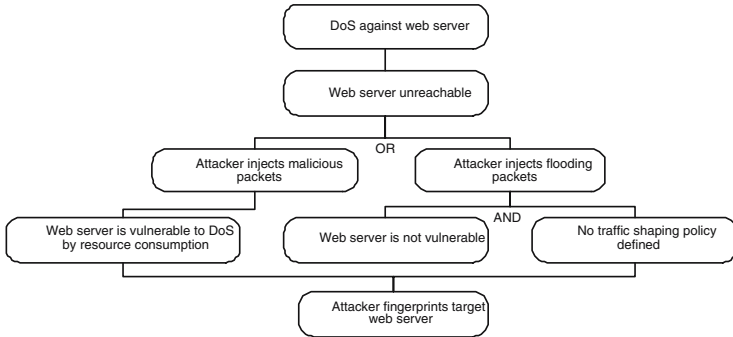 DoS against web server
Web server unreachable
OR
Attacker injects malicious
packets
Attacker injects flooding
packets
AND
Web server is vulnerable to DoS
by resource consumption
Web server is not vulnerable
No traffic shaping policy
defined
Attacker fingerprints target
web server